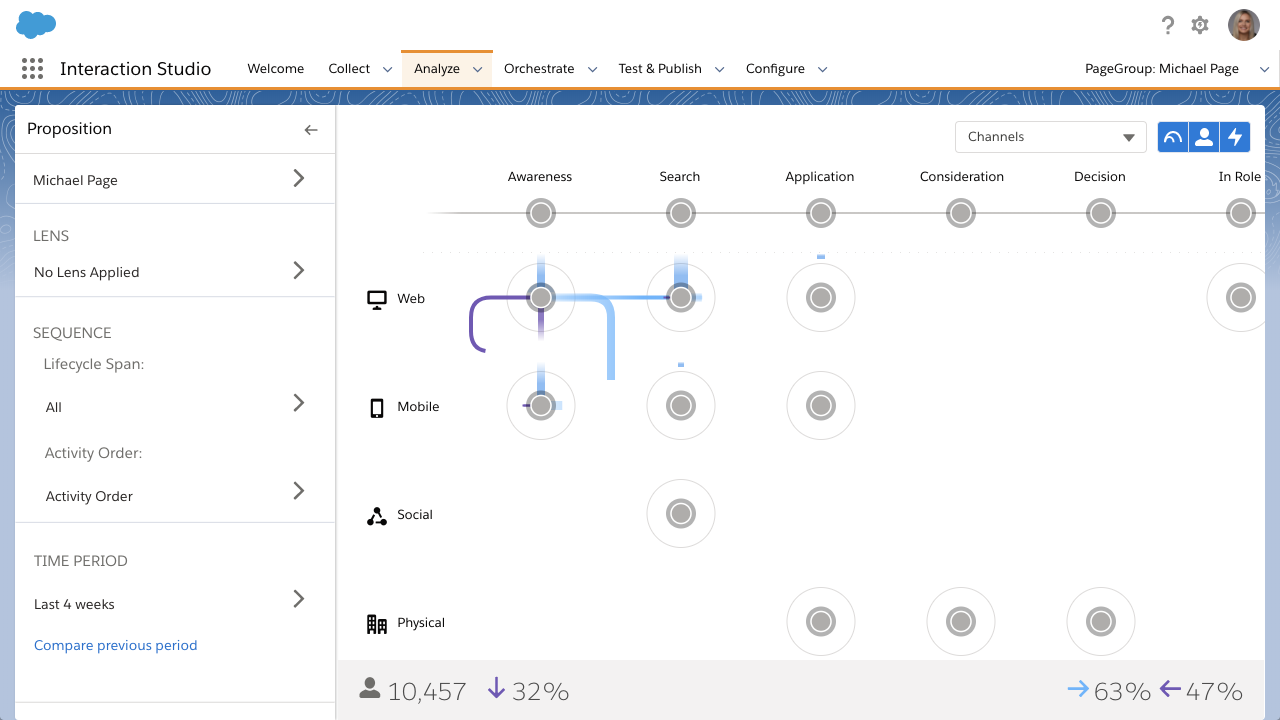 ?
Interaction Studio
Welcome
Collect
Analyze
Orchestrate
Test & Publish
Configure
PageGroup: Michael Page
Proposition
Michael Page
LENS
No Lens Applied
SEQUENCE
Lifecycle Span:
All
Activity Order:
Activity Order
TIME PERIOD
Last 4 weeks
Compare previous period
Channels
Awareness
Search
Application
Consideration
Decision
In Role
Web
Mobile
Social
Physical
10,457
32%
63%
47%